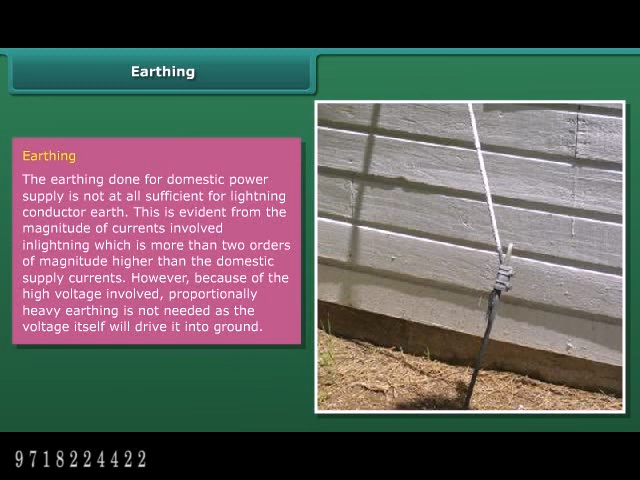 Earthing
Earthing
The earthing done for domestic power
supply is not at all sufficient for lightning
conductor earth. This is evident from the
magnitude of currents involved
inlightning which is more than two orders
of magnitude higher than the domestic
supply currents. However, because of the
high voltage involved, proportionally
heavy earthing is not needed as the
voltage itself will drive it into ground.
9718224422